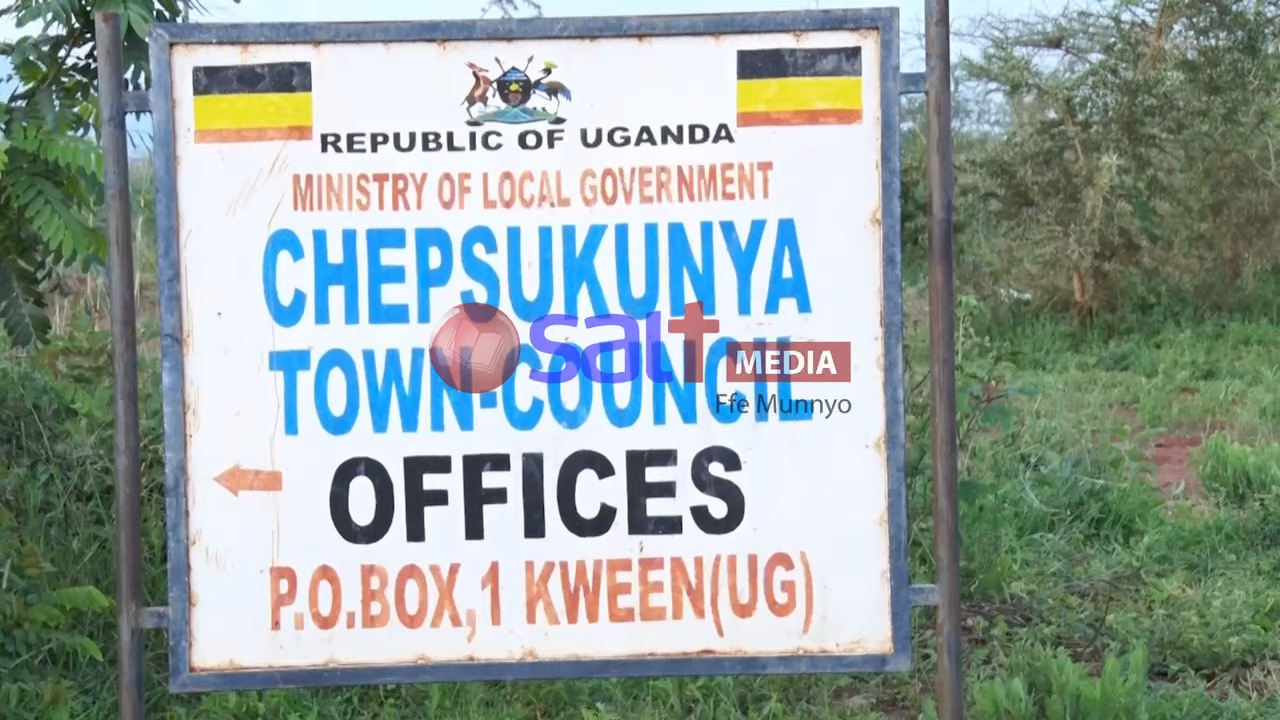 REPUBLIC OF UGANDA
MINISTRY OF LOCAL GOVERNMENT
CHEPSUKUNYA
TOWN-COUNCIL
OFFICES
P.O.BOX,1 KWEEN(UG)
salt
MEDIA
Ffe Munnyo